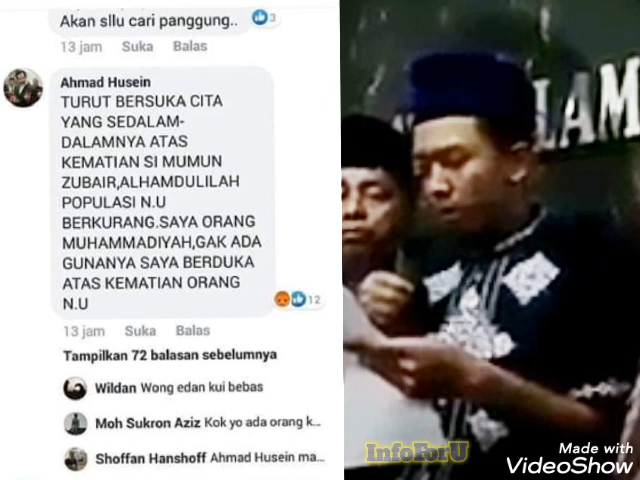 Akan sllu cari panggung..
3
13 jam Suka Balas
Ahmad Husein
TURUT BERSUKA CITA
YANG SEDALAM-
DALAMNYA ATAS
KEMATIAN SI MUMUN
ZUBAIR,ALHAMDULILAH
POPULASI N.U
BERKURANG.SAYA ORANG
MUHAMMADIYAH,GAK ADA
GUNANYA SAYA BERDUKA
ATAS KEMATIAN ORANG
N.U
12
13 jam Suka Balas
Tampilkan 72 balasan sebelumnya
Wildan Wong edan kui bebas
Moh Sukron Aziz Kok yo ada orang k...
Shoffan Hanshoff Ahmad Husein ma...
LAM
InfoForU
Made with
VideoShow